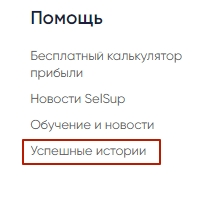 Помощь
Бесплатный калькулятор
прибыли
Новости SelSup
Обучение и новости
Успешные истории